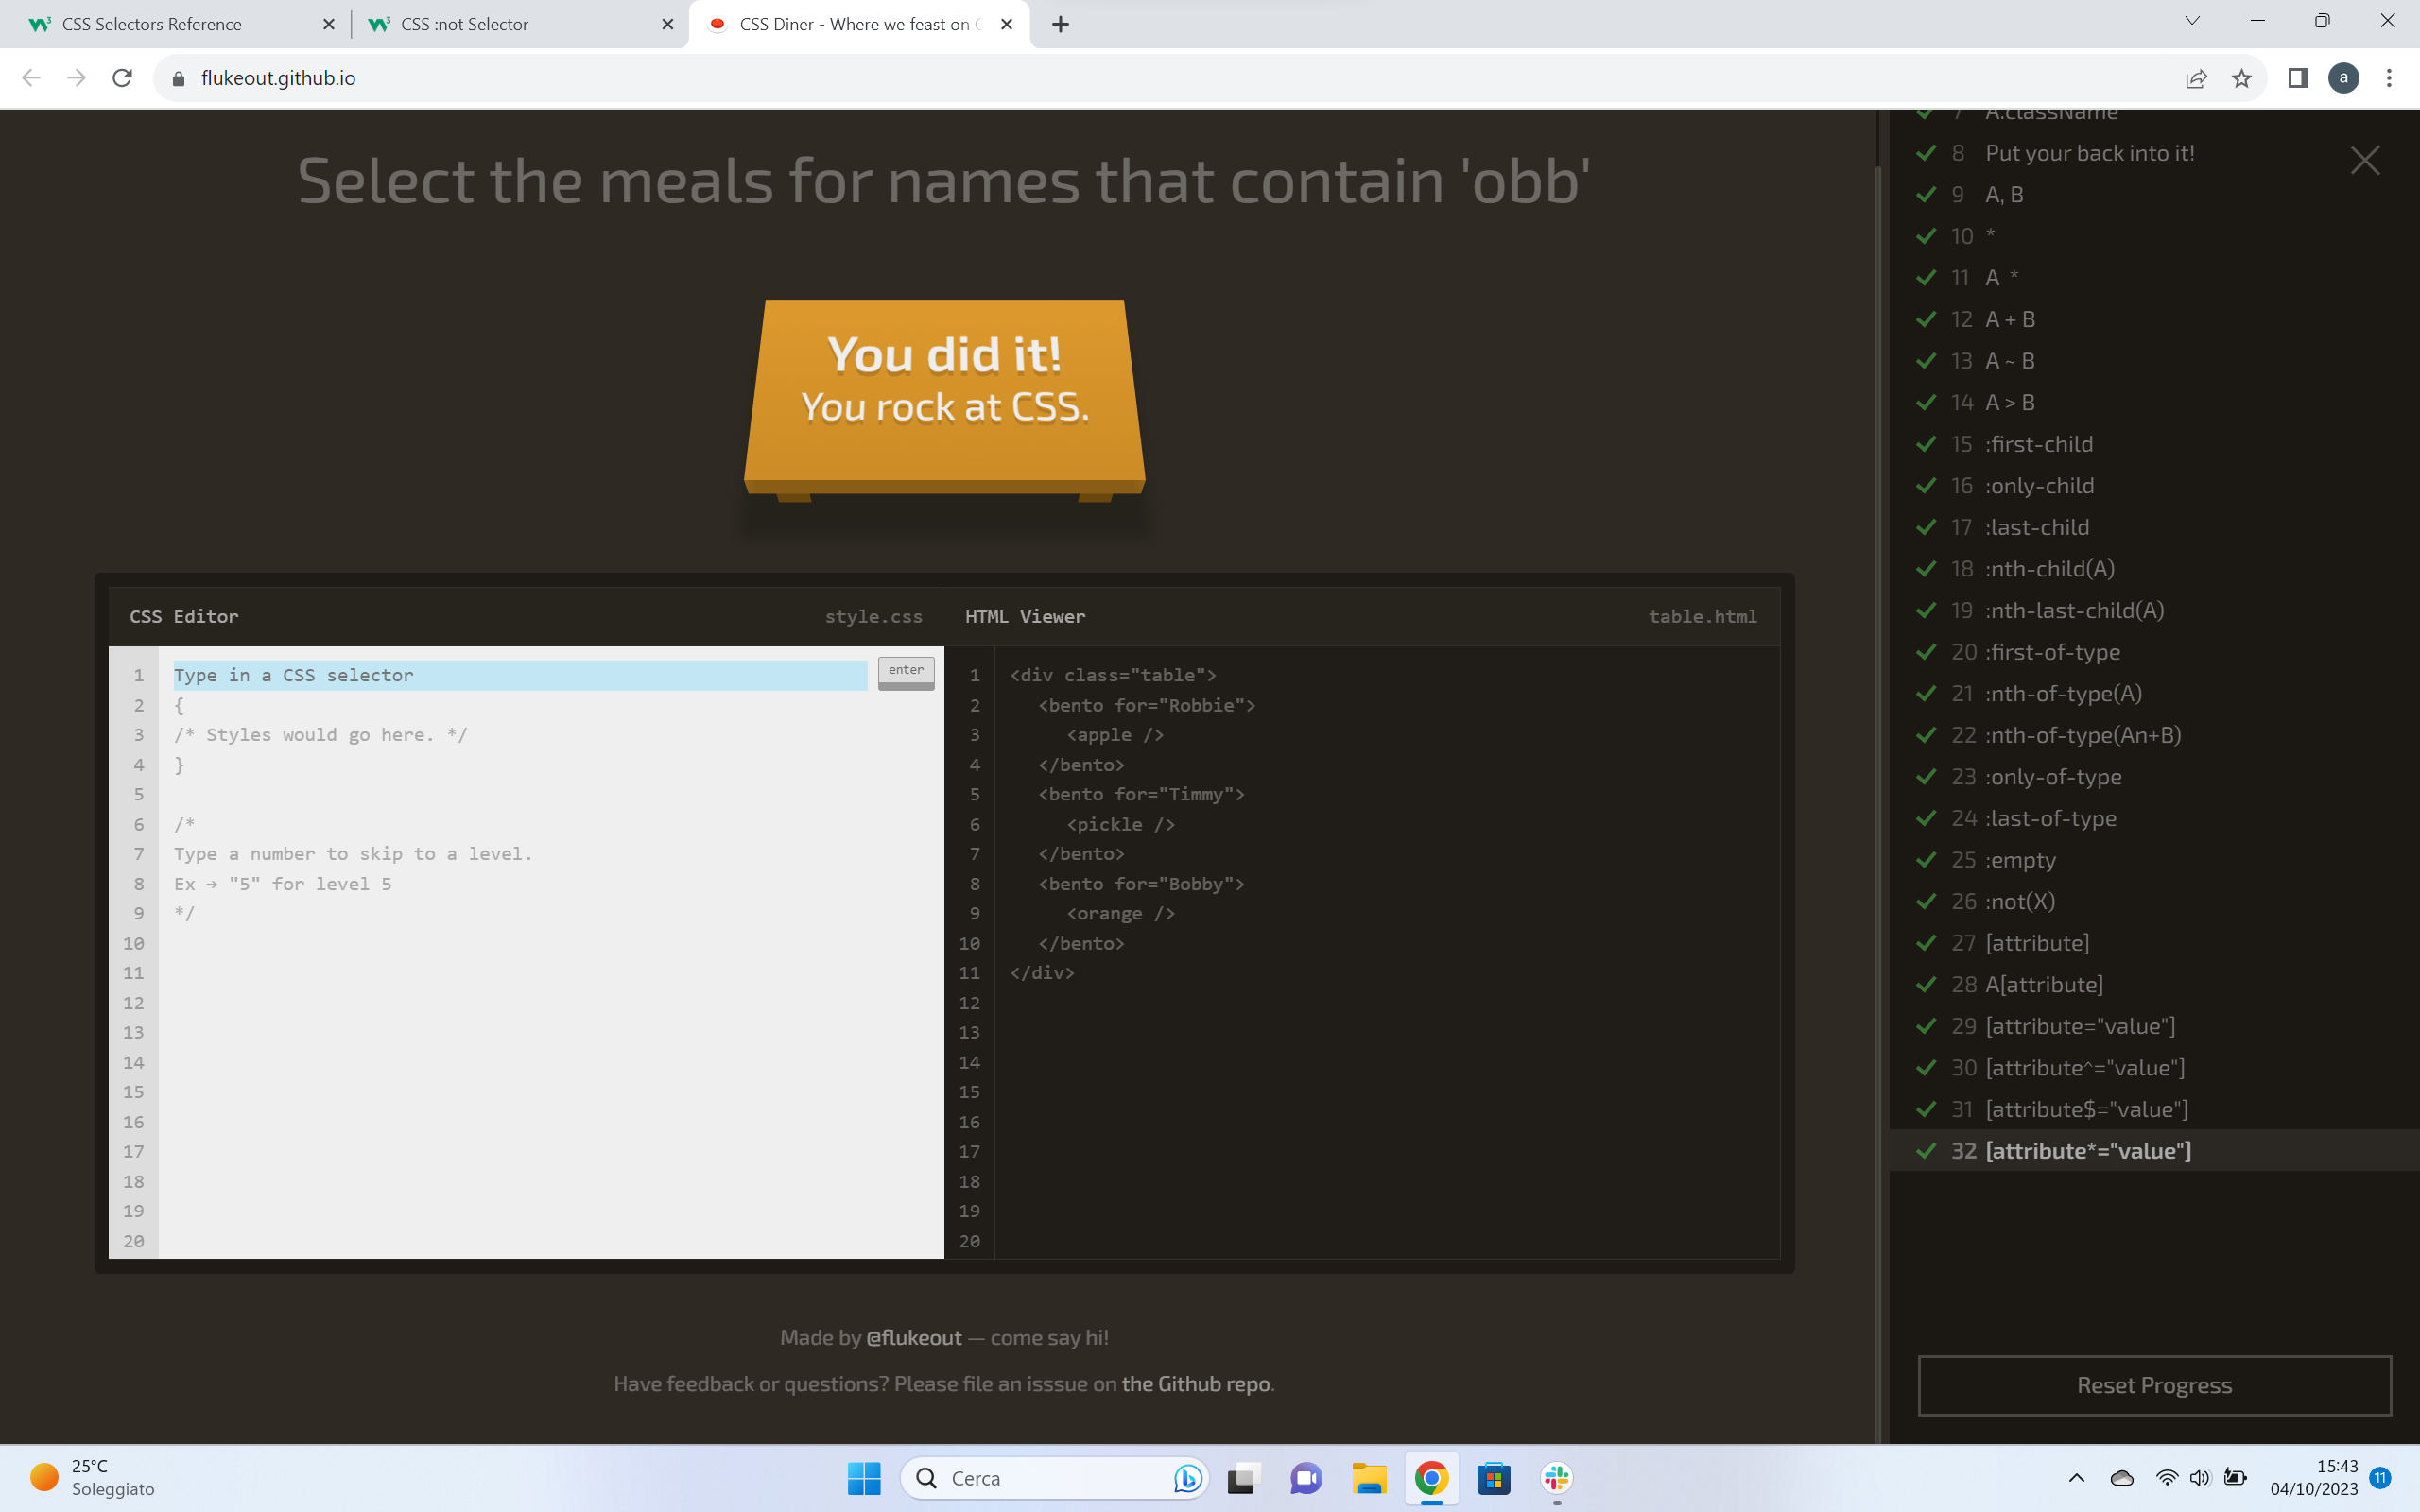 CSS Selectors Reference
CSS :not Selector
CSS Diner - Where we feast on
flukeout.github.io
a
Select the meals for names that contain 'obb'
You did it!
You rock at CSS.
CSS Editor
style.css
1 Type in a CSS selector
enter
2 {
3 /* Styles would go here. */
4 }
5
6 /*
7 Type a number to skip to a level.
8 Ex → "5" for level 5
9 */
10
11
12
13
14
15
16
17
18
19
20
HTML Viewer
table.html
1 <div class="table">
2 <bento for="Robbie">
3 <apple />
4 </bento>
5 <bento for="Timmy">
6 <pickle />
7 </bento>
8 <bento for="Bobby">
9 <orange />
10 </bento>
11 </div>
12
13
14
15
16
17
18
19
20
Made by @flukeout — come say hi!
Have feedback or questions? Please file an isssue on the Github repo.
7 A.className
8 Put your back into it!
9 A, B
10 *
11 A *
12 A + B
13 A ~ B
14 A > B
15 :first-child
16 :only-child
17 :last-child
18 :nth-child(A)
19 :nth-last-child(A)
20 :first-of-type
21 :nth-of-type(A)
22 :nth-of-type(An+B)
23 :only-of-type
24 :last-of-type
25 :empty
26 :not(X)
27 [attribute]
28 A[attribute]
29 [attribute="value"]
30 [attribute^="value"]
31 [attribute$="value"]
32 [attribute*="value"]
Reset Progress
25°C
Soleggiato
Cerca
15:43
04/10/2023
11